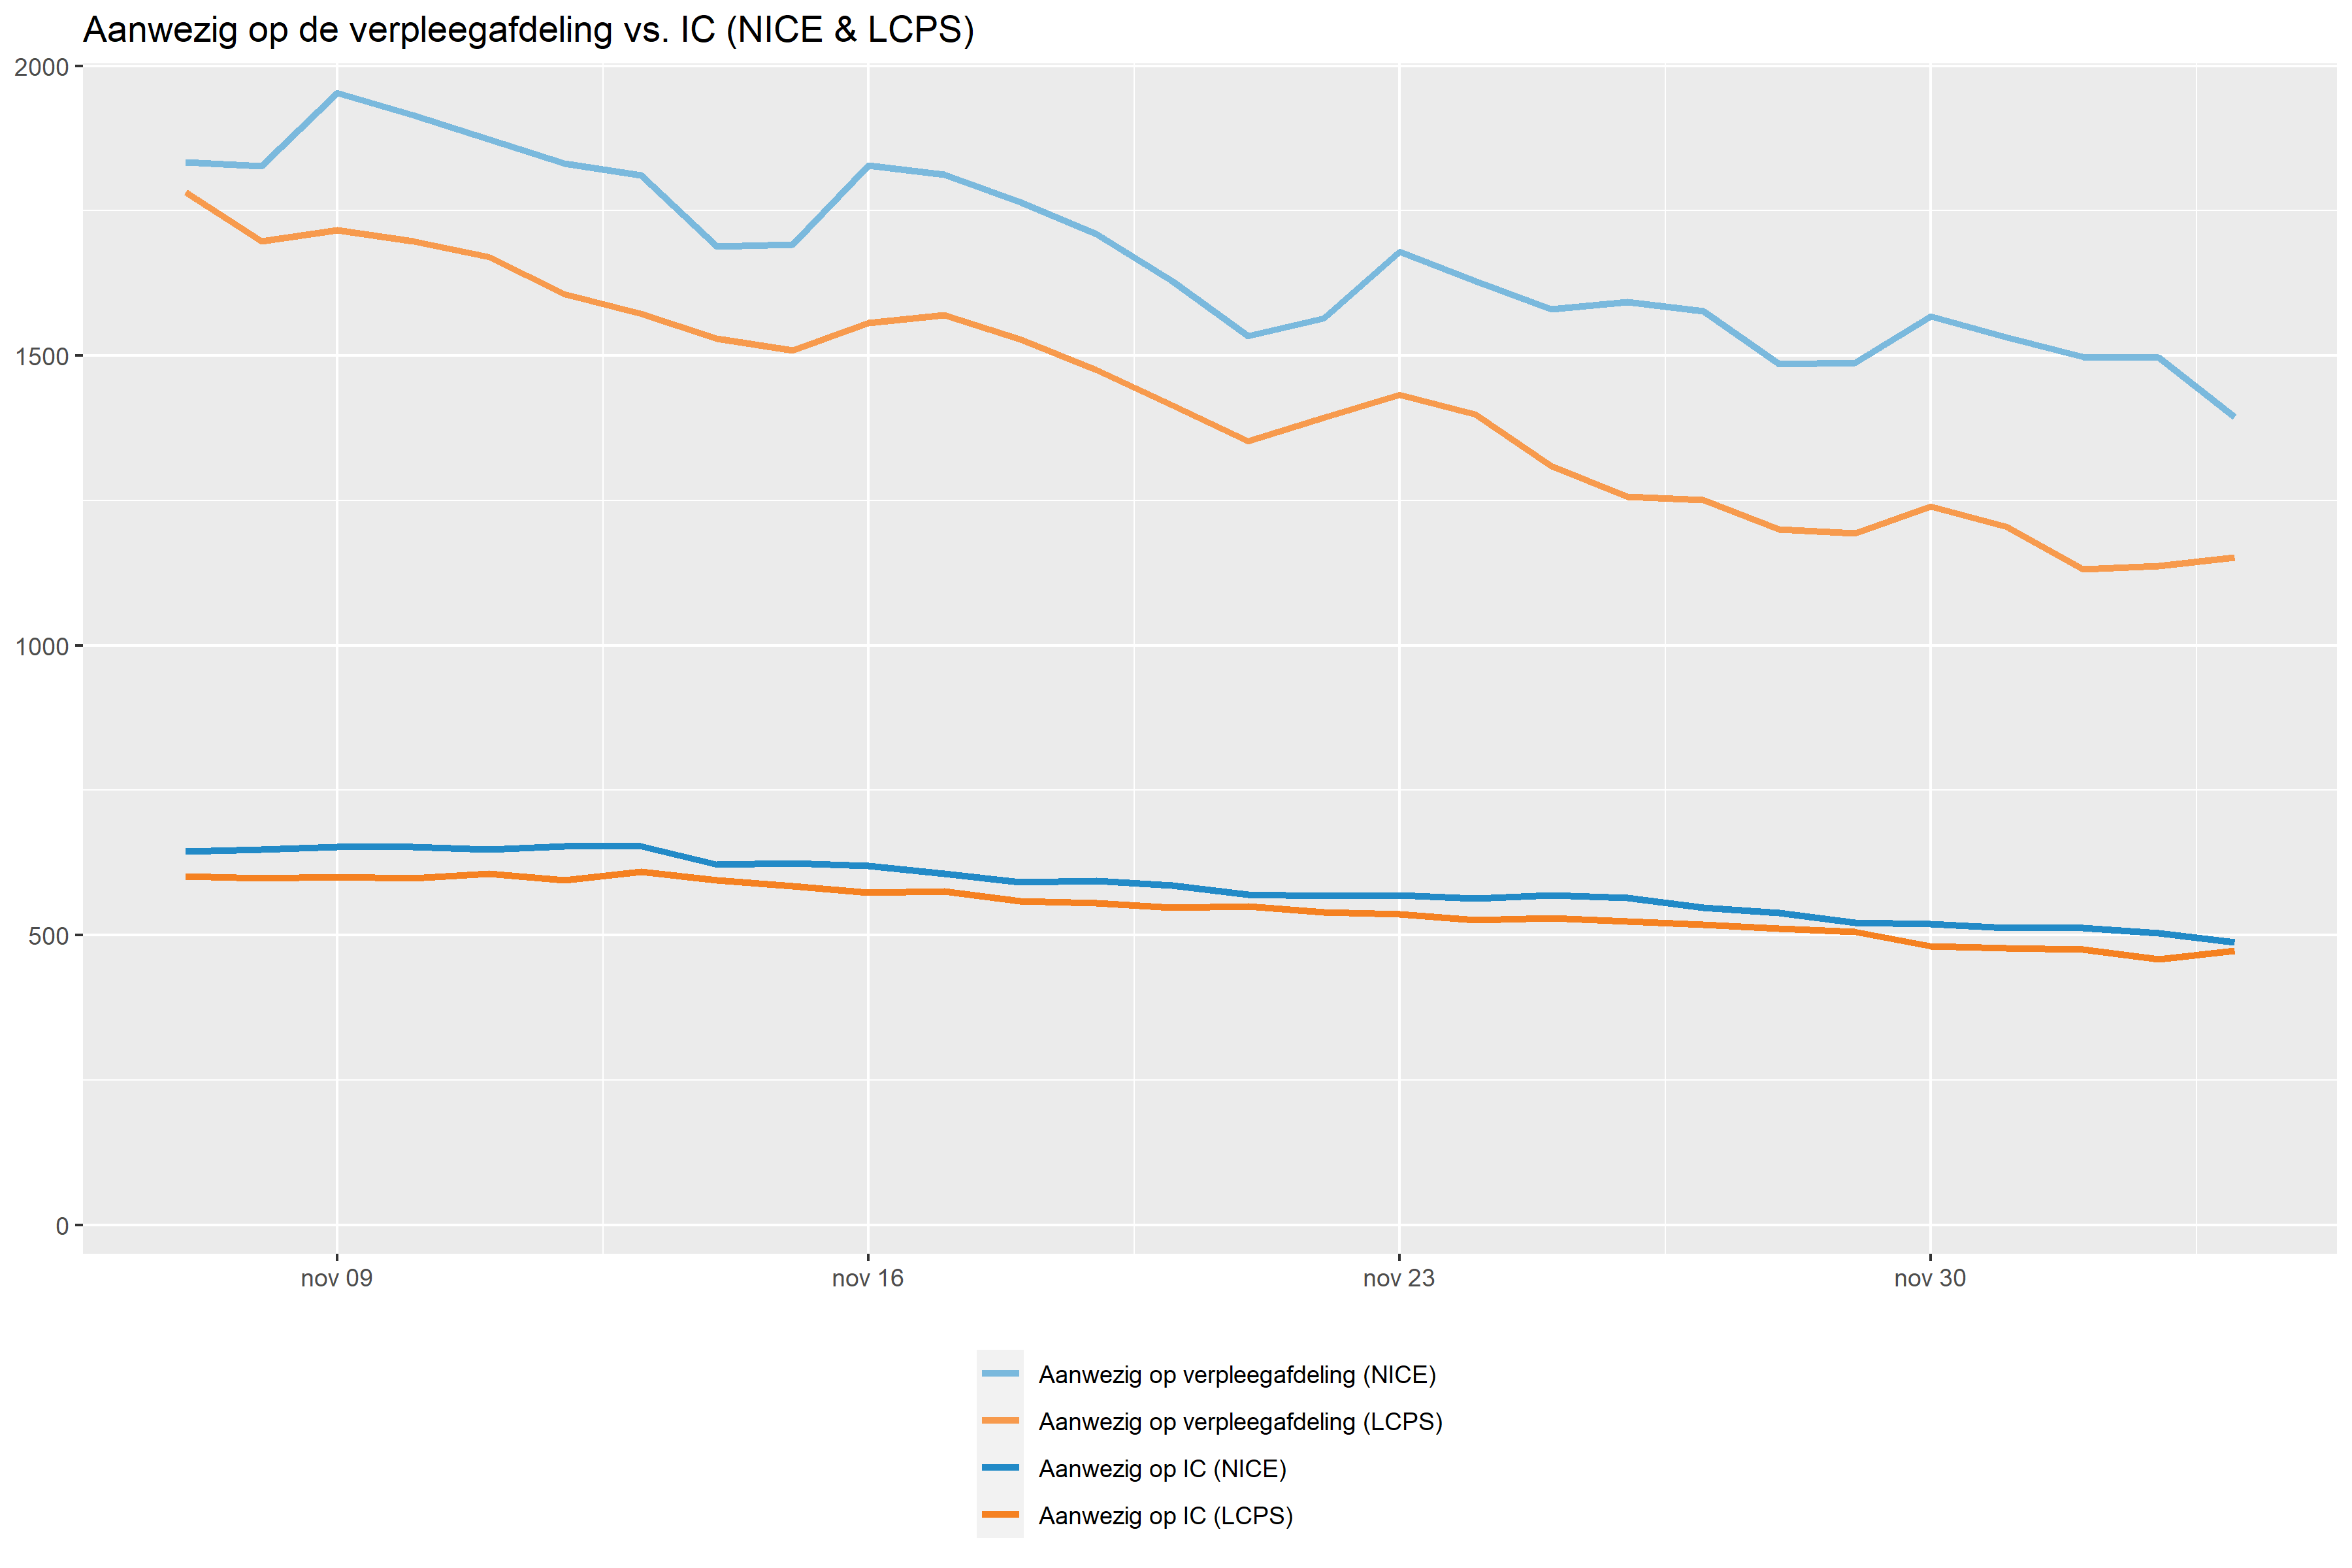 Aanwezig op de verpleegafdeling vs. IC (NICE & LCPS)
2000
1500
1000
500
0
nov 09 nov 16 nov 23 nov 30
Aanwezig op verpleegafdeling (NICE)
Aanwezig op verpleegafdeling (LCPS)
Aanwezig op IC (NICE)
Aanwezig op IC (LCPS)